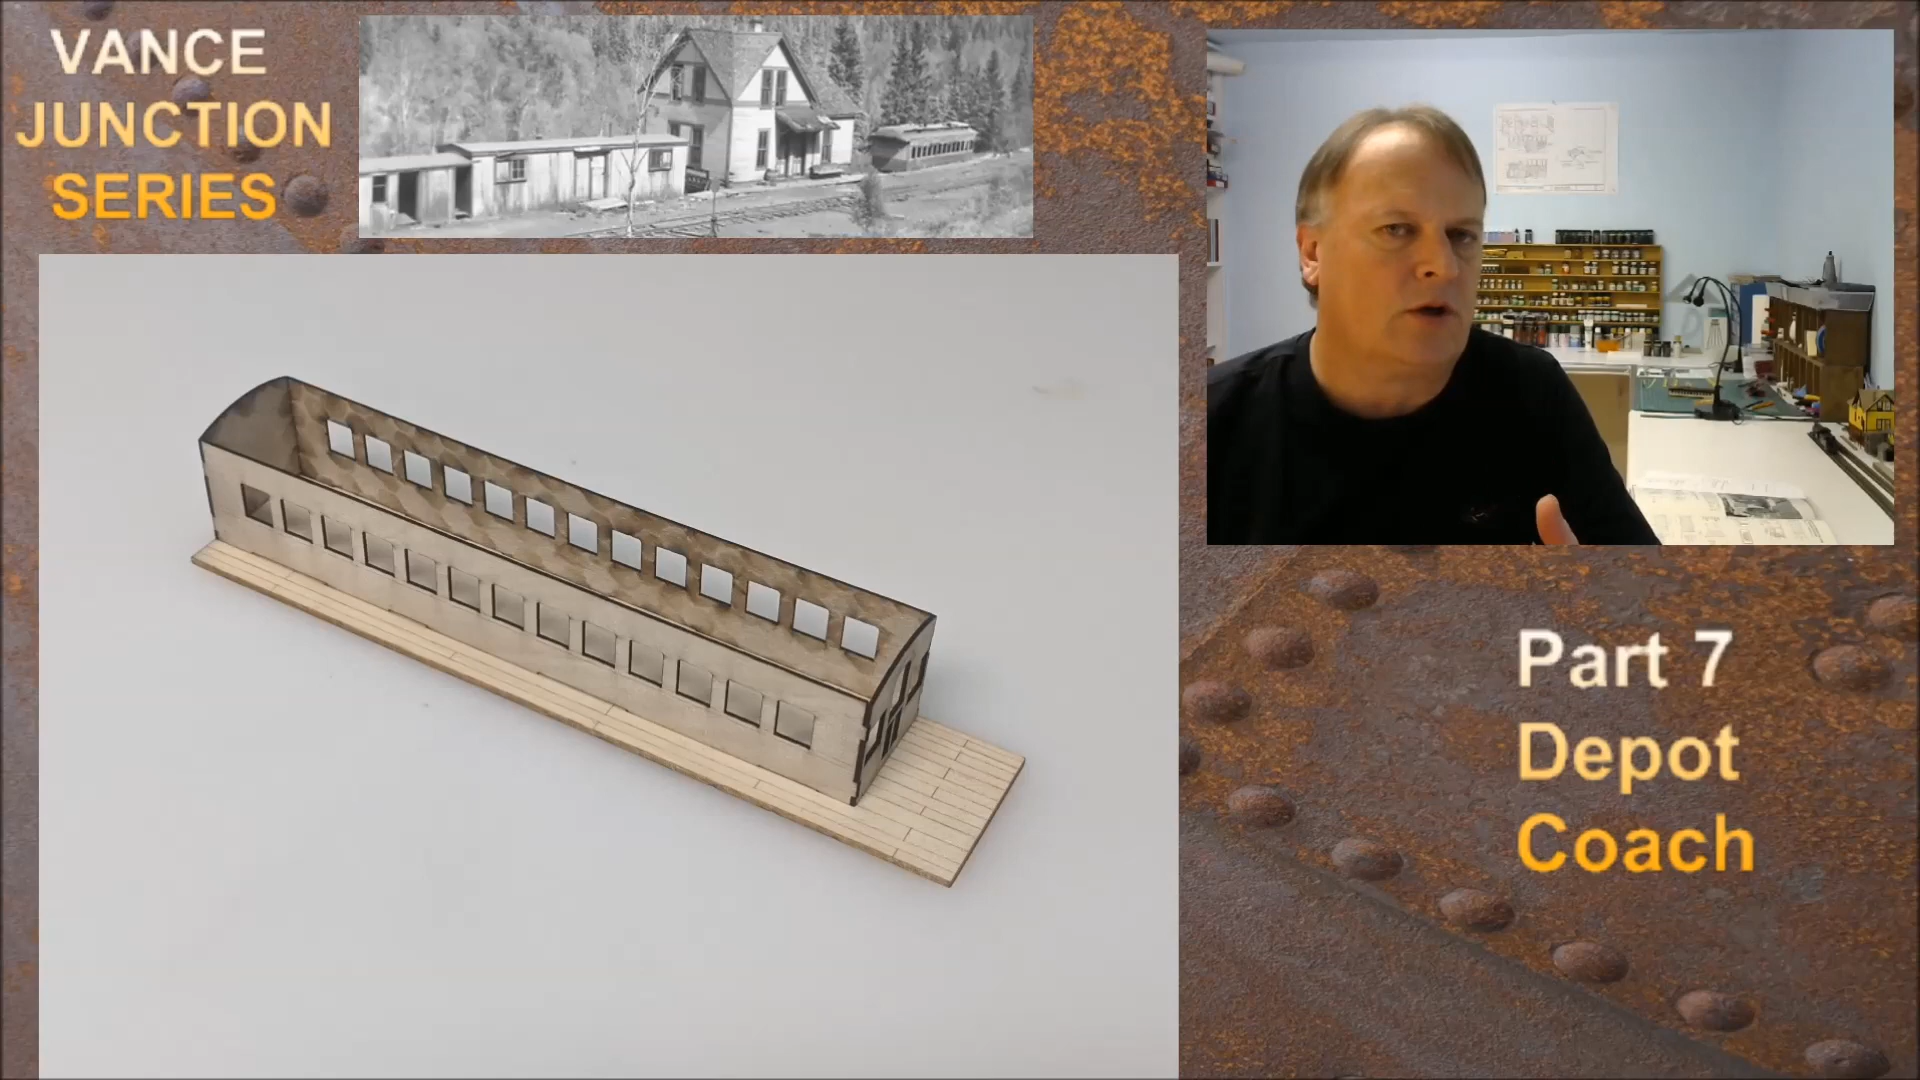 VANCE
JUNCTION
SERIES
Part 7
Depot
Coach